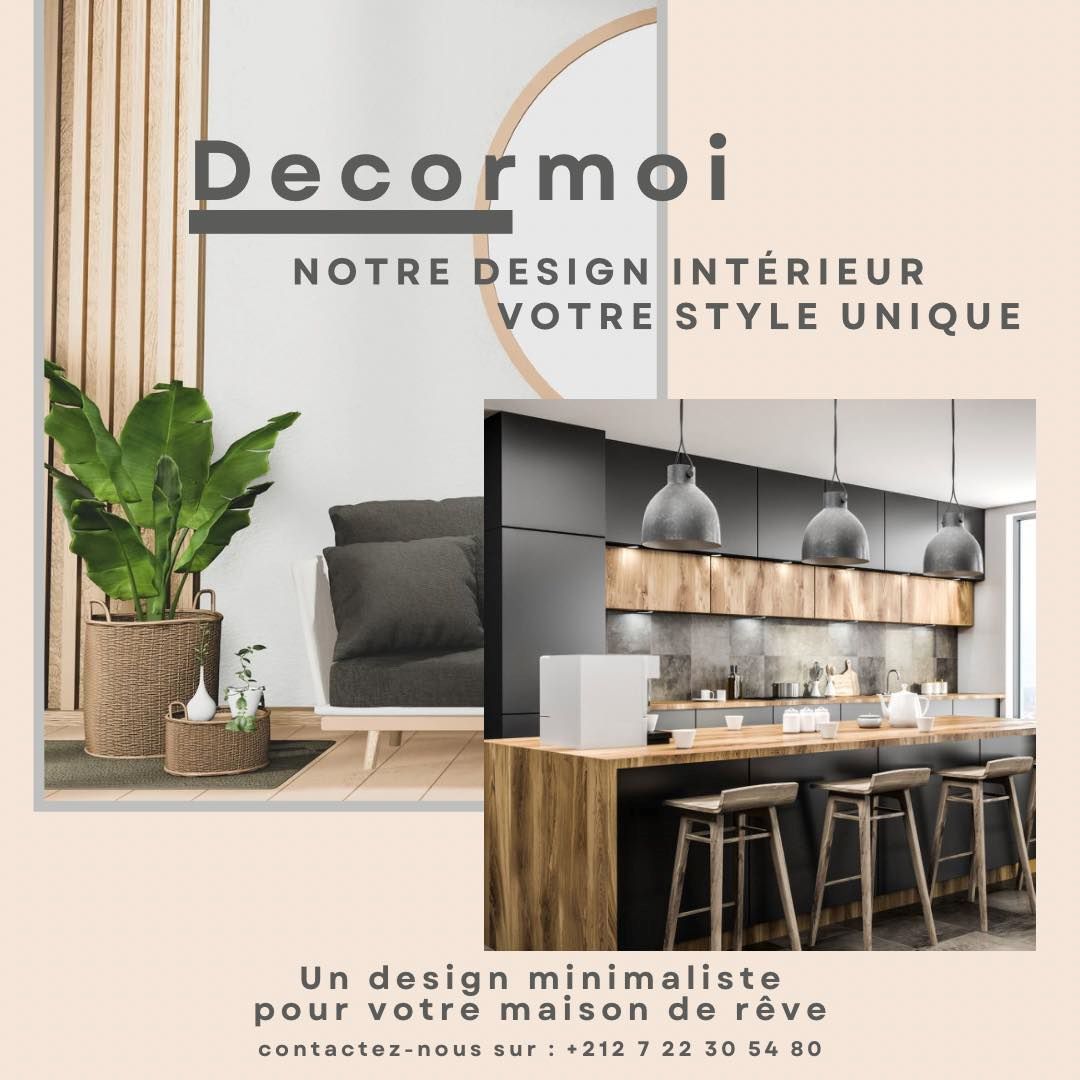 Decormoi
NOTRE DESIGN INTÉRIEUR
VOTRE STYLE UNIQUE
Un design minimaliste
pour votre maison de rêve
contactez-nous sur : +212 7 22 30 54 80